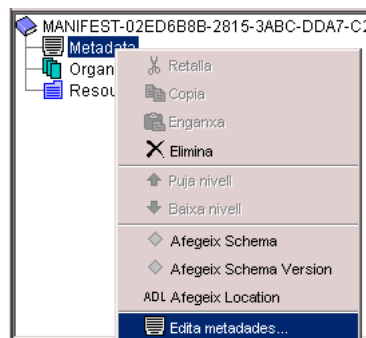 MANIFEST-02ED6B8B-2815-3ABC-DDA7-C2
Metadata
Organ
Resou
Retalla
Copia
Enganxa
Elimina
Puja nivell
Baixa nivell
Afegeix Schema
Afegeix Schema Version
ADL Afegeix Location
Edita metadades...